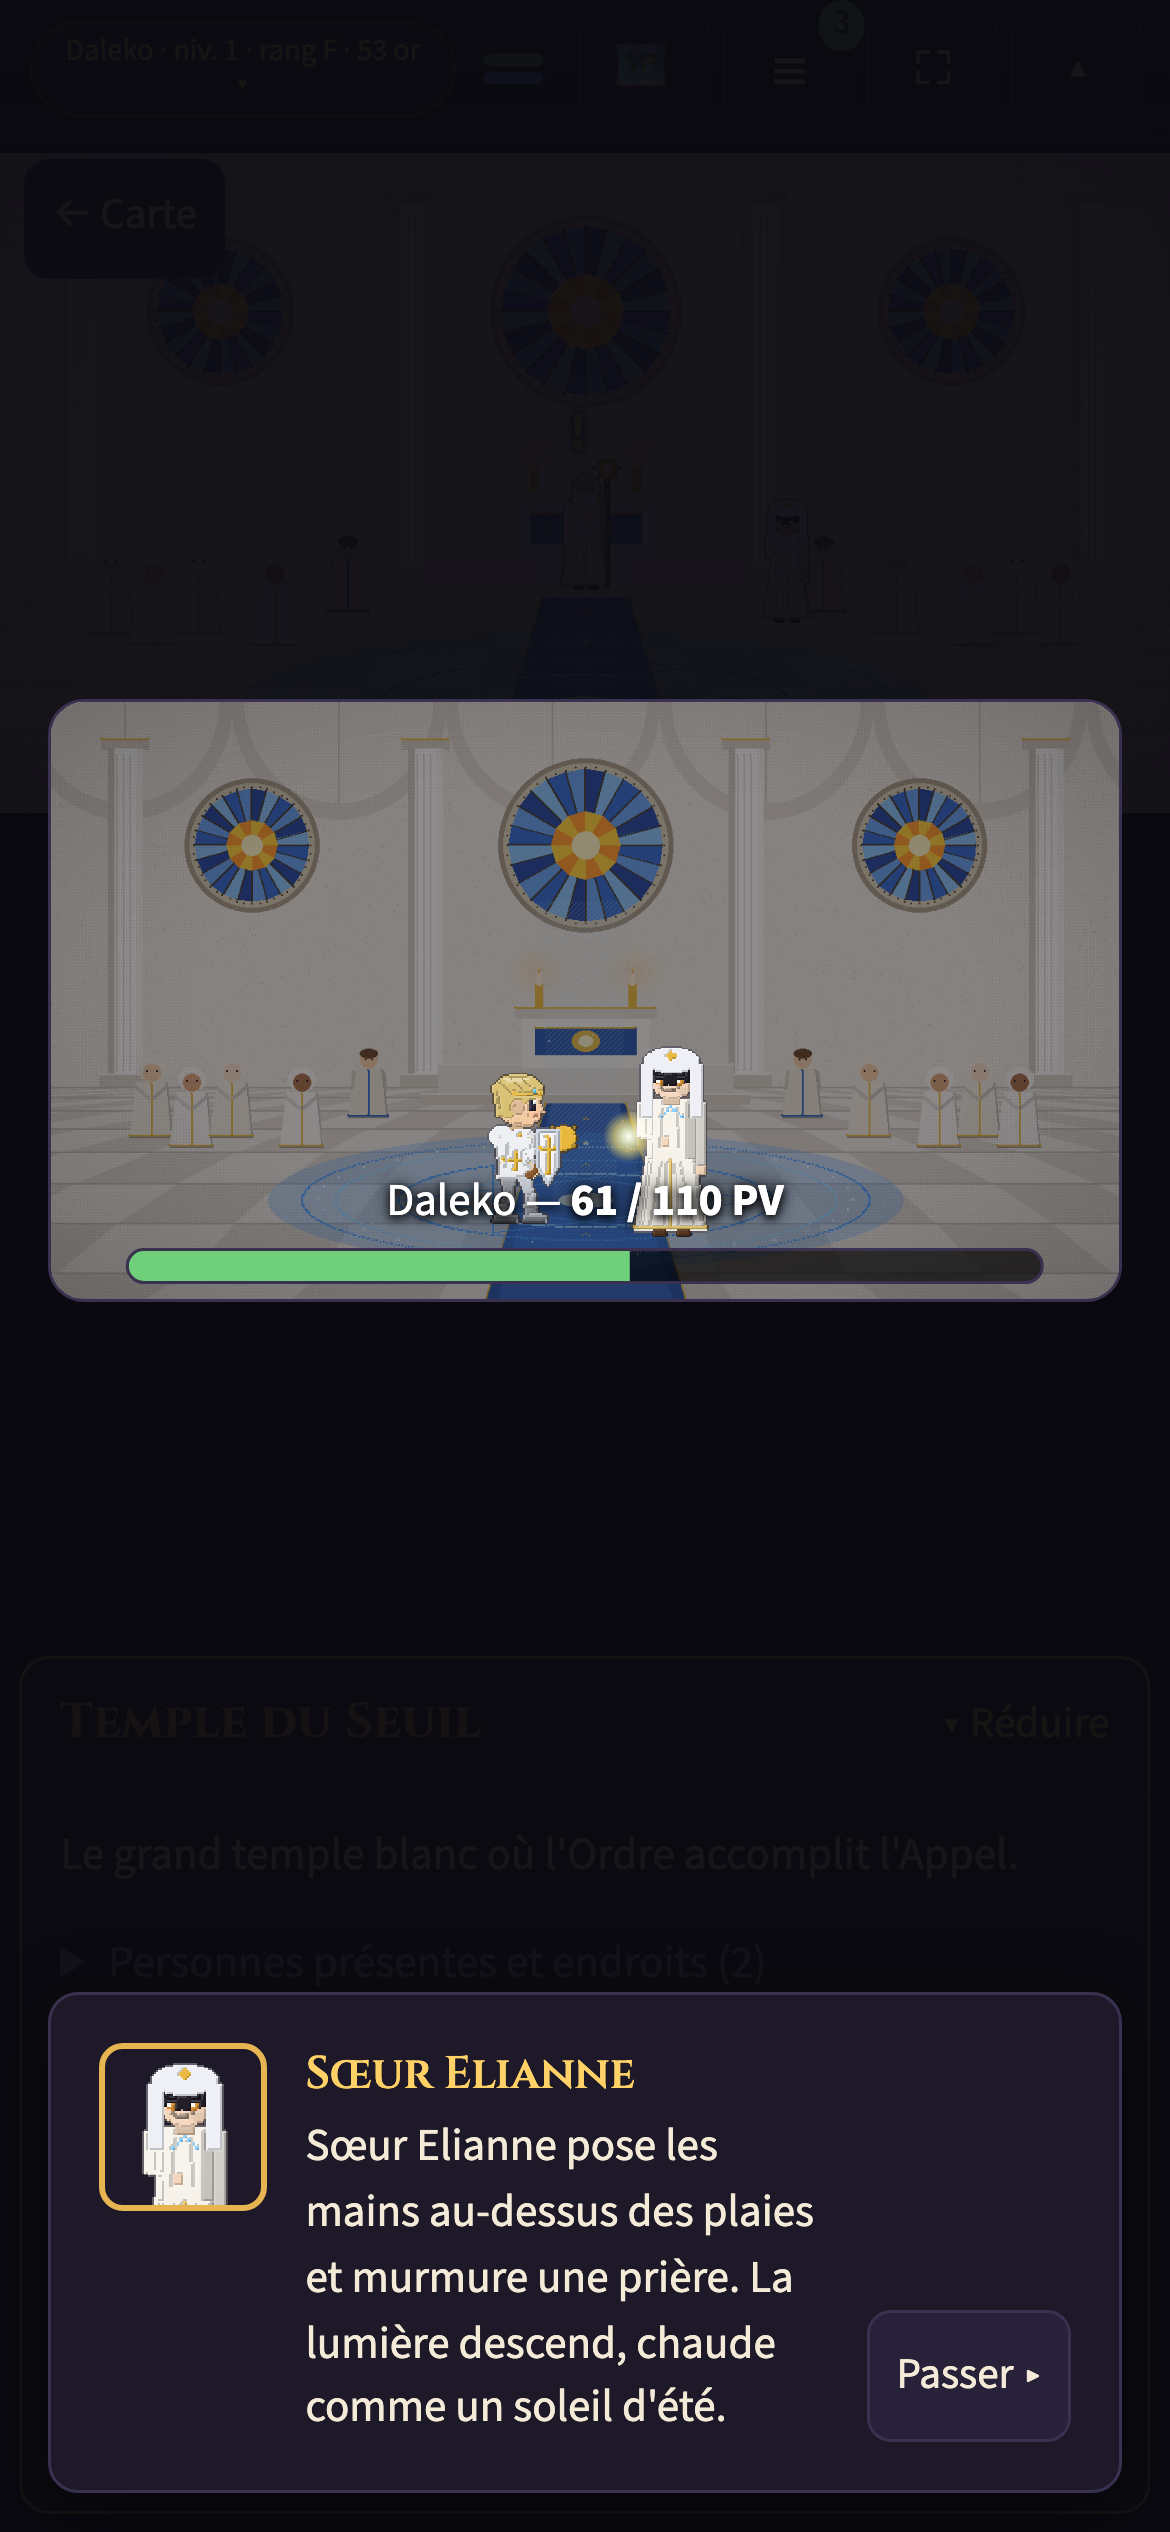 Daleko · niv. 1 · rang F · 53 or
▾
3
← Carte
!
Daleko — 61 / 110 PV
Temple du Seuil
▾ Réduire
Le grand temple blanc où l'Ordre accomplit l'Appel.
▶ Personnes présentes et endroits (2)
Sœur Elianne
Sœur Elianne pose les
mains au-dessus des plaies
et murmure une prière. La
lumière descend, chaude
comme un soleil d'été.
Passer ▸